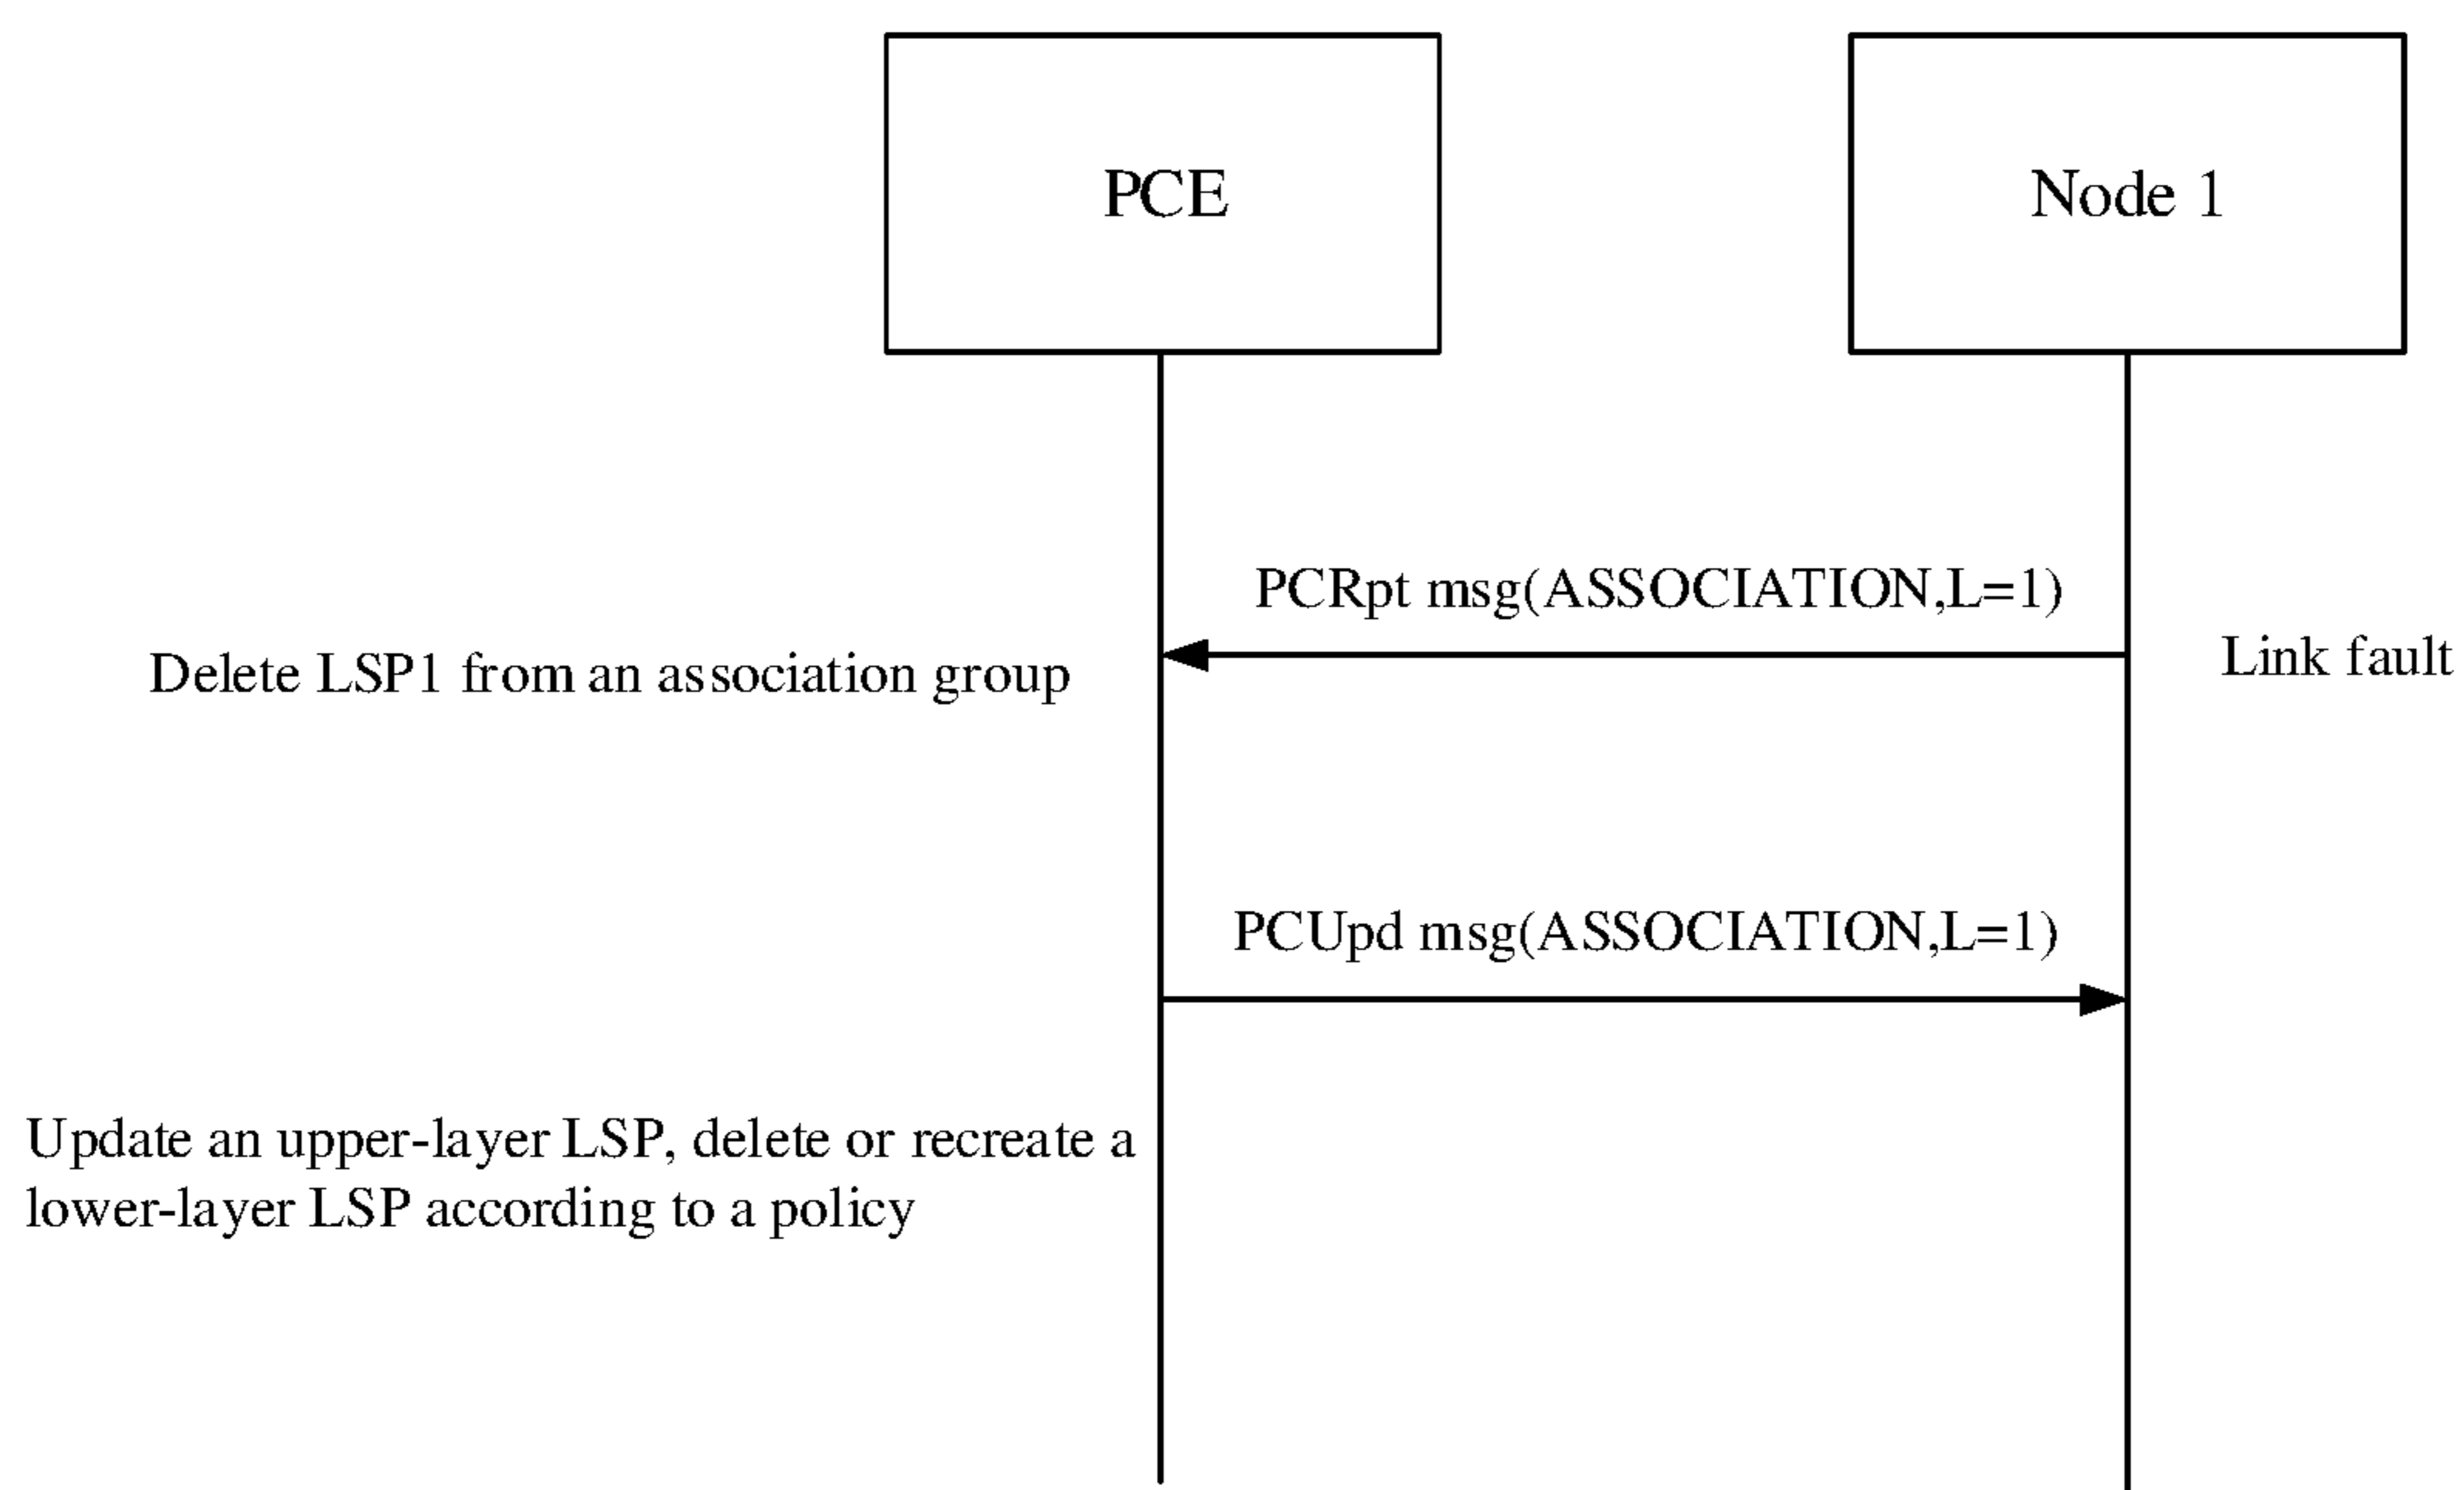 PCE
Node 1
PCRpt msg(ASSOCIATION,L=1)
Link fault
Delete LSP1 from an association group
PCUpd msg(ASSOCIATION,L=1)
Update an upper-layer LSP, delete or recreate a
lower-layer LSP according to a policy